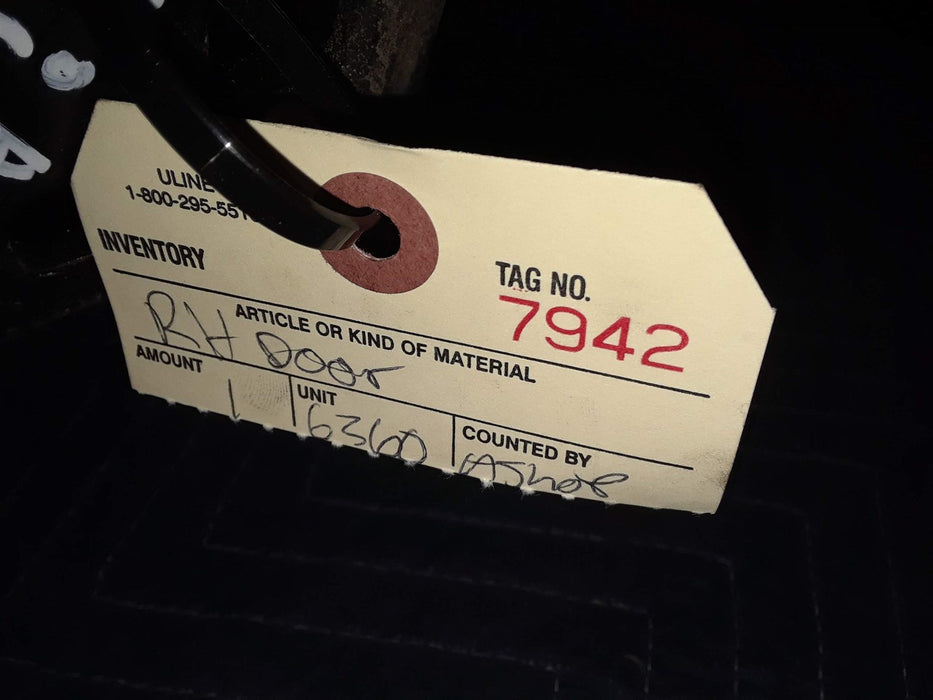 ULINE
1-800-295-551
INVENTORY
TAG NO.
7942
ARTICLE OR KIND OF MATERIAL
RH Door
AMOUNT
1
UNIT
6360
COUNTED BY